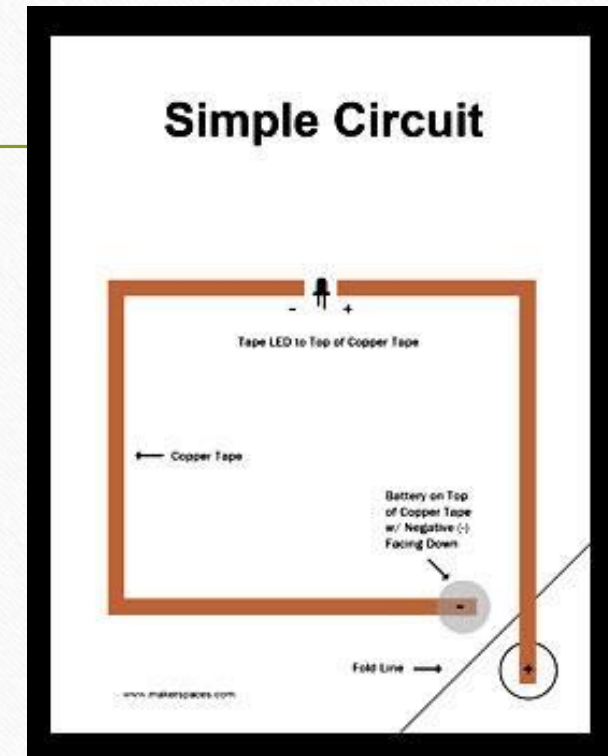 Simple Circuit
- +
Tape LED to Top of Copper Tape
Copper Tape
Battery on Top
of Copper Tape
w/ Negative (-)
Facing Down
-
Fold Line
+
www.makerspaces.com